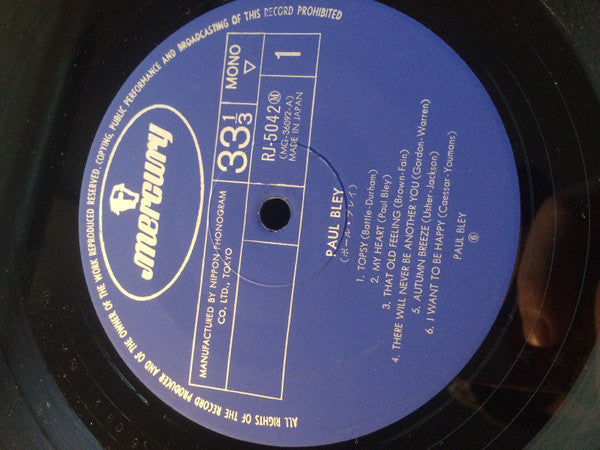 ALL RIGHTS OF THE RECORD PRODUCER AND OF THE OWNER OF THE WORK REPRODUCED RESERVED. COPYING, PUBLIC PERFORMANCE AND BROADCASTING OF THIS RECORD PROHIBITED
mercury
MANUFACTURED BY NIPPON PHONOGRAM
CO., LTD., TOKYO
33 1/3
RJ-5042 Ⓜ
(MG-36092-A)
MADE IN JAPAN
MONO
▽
1
PAUL BLEY
(ポール・ブレイ)
1. TOPSY (Battle-Durham)
2. MY HEART (Paul Bley)
3. THAT OLD FEELING (Brown-Fain)
4. THERE WILL NEVER BE ANOTHER YOU (Gordon-Warren)
5. AUTUMN BREEZE (Usher-Jackson)
6. I WANT TO BE HAPPY (Caessar-Youmans)
PAUL BLEY